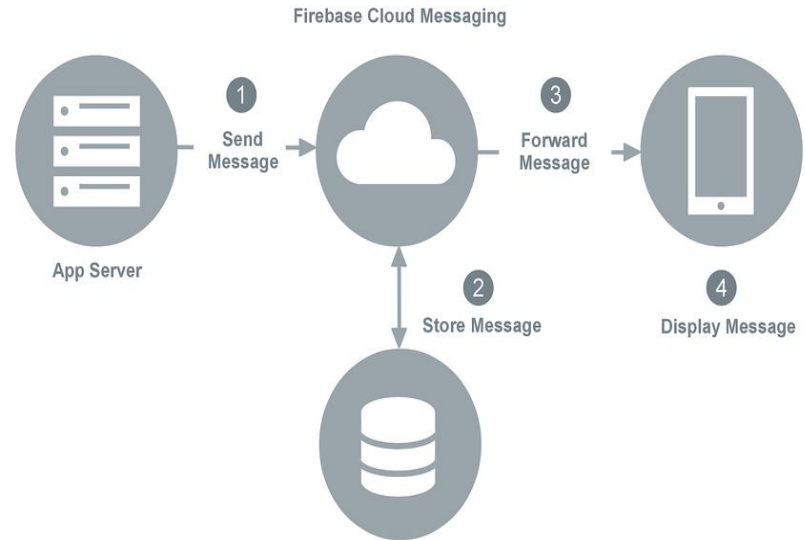 Firebase Cloud Messaging
1
Send
Message
3
Forward
Message
App Server
2
Store Message
4
Display Message